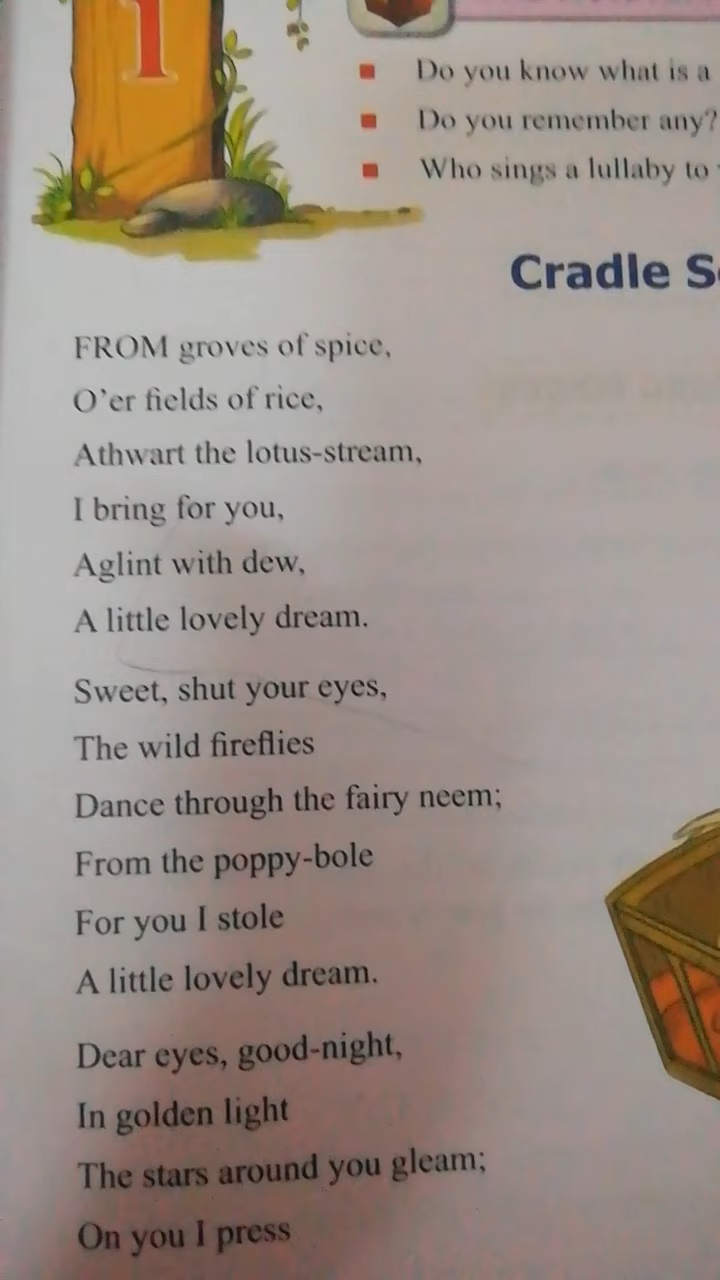 1
Do you know what is a
Do you remember any?
Who sings a lullaby to
Cradle S
FROM groves of spice,
O'er fields of rice,
Athwart the lotus-stream,
I bring for you,
Aglint with dew,
A little lovely dream.
Sweet, shut your eyes,
The wild fireflies
Dance through the fairy neem;
From the poppy-bole
For you I stole
A little lovely dream.
Dear eyes, good-night,
In golden light
The stars around you gleam;
On you I press